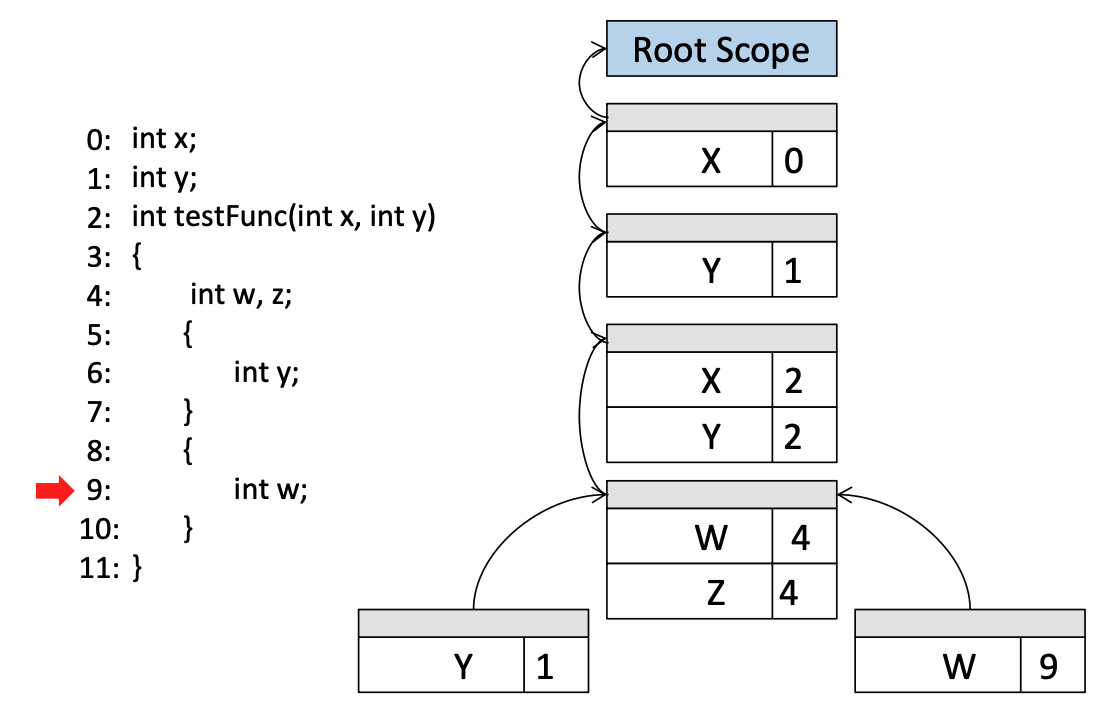 Root Scope
0: int x;
1: int y;
2: int testFunc(int x, int y)
3: {
4: int w, z;
5: {
6: int y;
7: }
8: {
9: int w;
10: }
11: }
X 0
Y 1
X 2
Y 2
W 4
Z 4
Y 1
W 9